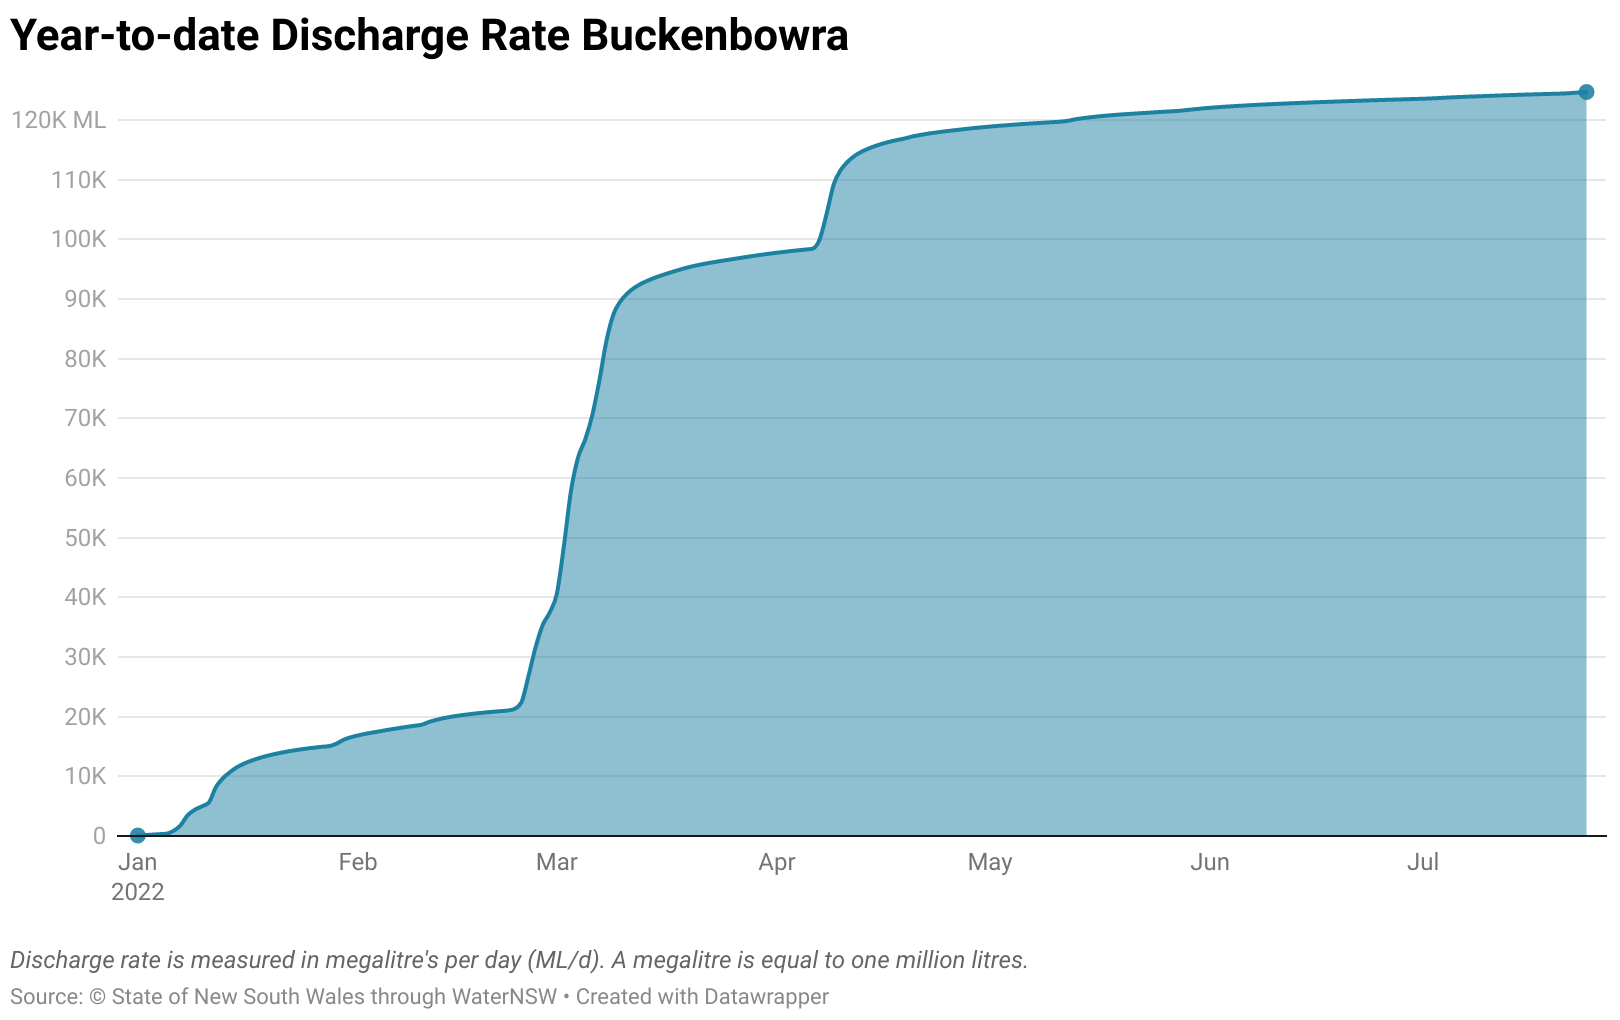 Year-to-date Discharge Rate Buckenbowra
120K ML
110K
100K
90K
80K
70K
60K
50K
40K
30K
20K
10K
0
Jan Feb Mar Apr May Jun Jul
2022
Discharge rate is measured in megalitre's per day (ML/d). A megalitre is equal to one million litres.
Source: © State of New South Wales through WaterNSW • Created with Datawrapper